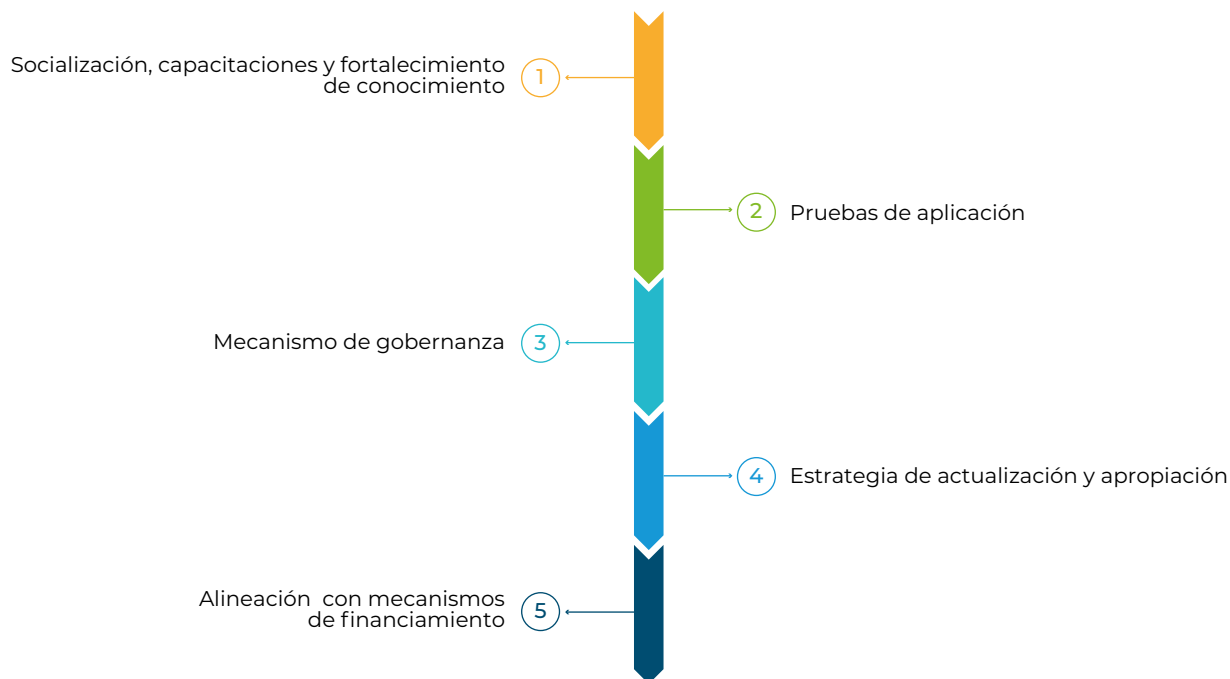 Socialización, capacitaciones y fortalecimiento
de conocimiento
1
2
Pruebas de aplicación
Mecanismo de gobernanza
3
4
Estrategia de actualización y apropiación
Alineación con mecanismos
de financiamiento
5